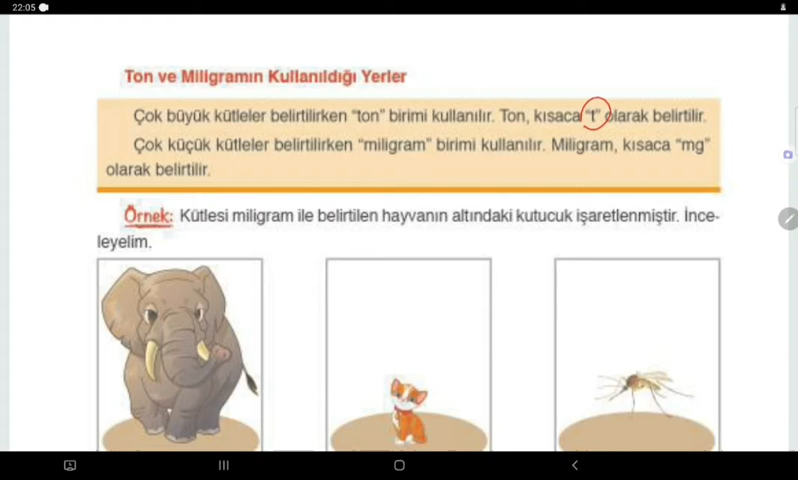 22:05
Ton ve Miligramın Kullanıldığı Yerler
Çok büyük kütleler belirtilirken “ton” birimi kullanılır. Ton, kısaca “t” olarak belirtilir.
Çok küçük kütleler belirtilirken “miligram” birimi kullanılır. Miligram, kısaca “mg”
olarak belirtilir.
Örnek: Kütlesi miligram ile belirtilen hayvanın altındaki kutucuk işaretlenmiştir. İnce-
leyelim.